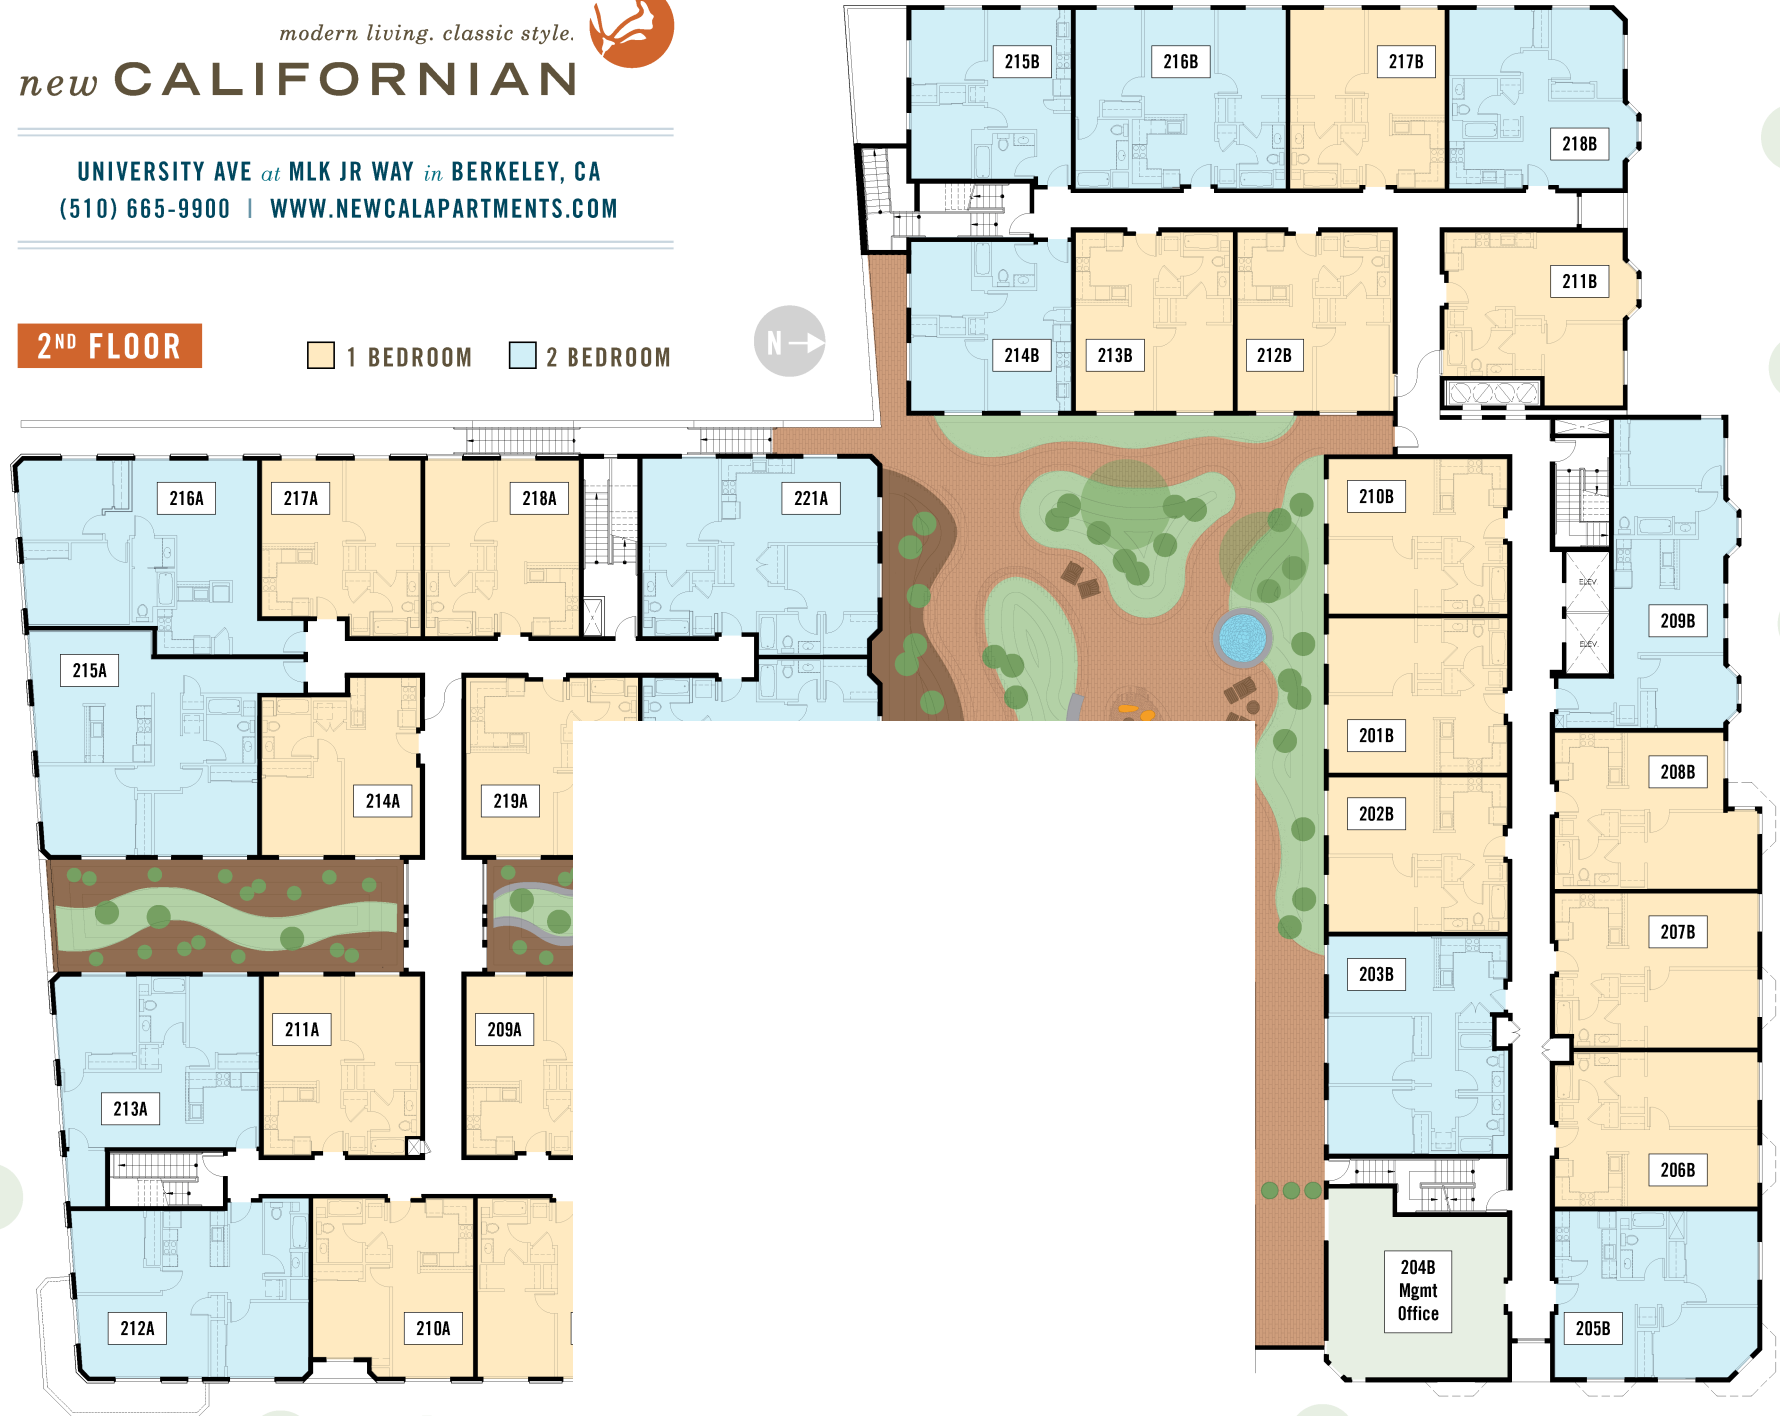 modern living. classic style.
new CALIFORNIAN
UNIVERSITY AVE at MLK JR WAY in BERKELEY, CA
(510) 665-9900 | WWW.NEWCALAPARTMENTS.COM
2ND FLOOR
1 BEDROOM
2 BEDROOM
N
215B
216B
217B
218B
211B
214B
213B
212B
216A
217A
218A
221A
210B
ELEV.
ELEV.
209B
215A
201B
214A
219A
202B
208B
207B
203B
211A
209A
213A
206B
204B
Mgmt
Office
212A
210A
205B